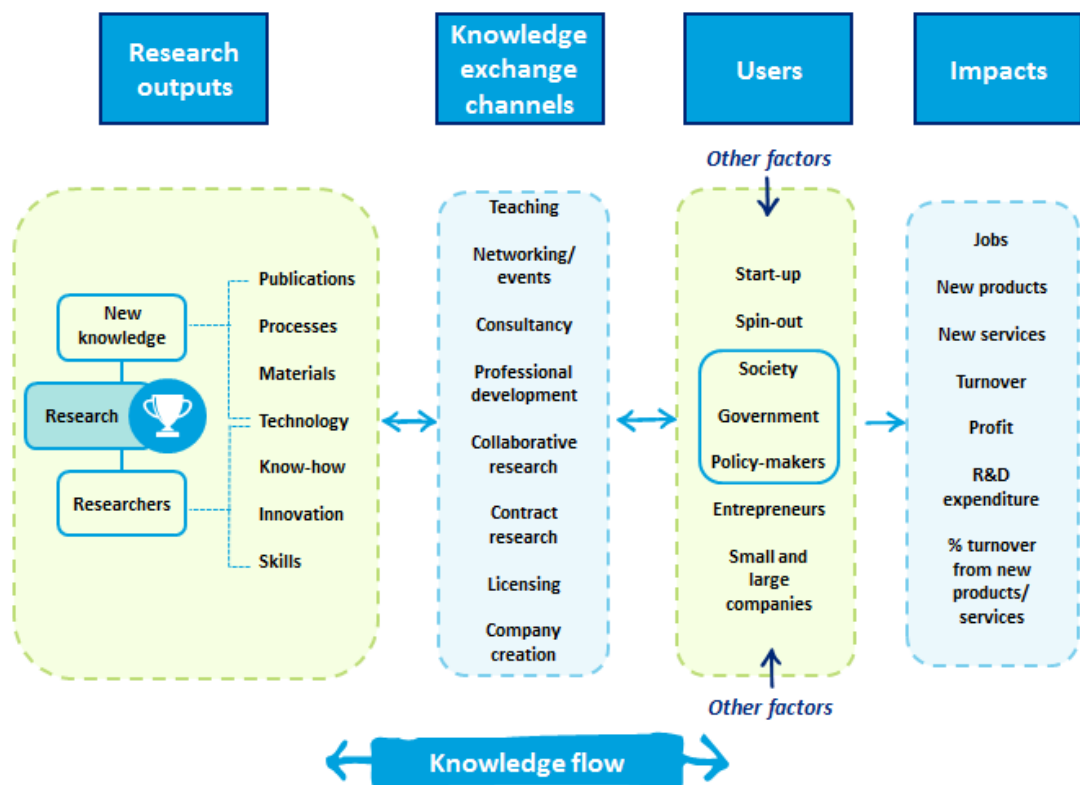 Research
outputs
Knowledge
exchange
channels
Users
Impacts
Other factors
New
knowledge
Research
Researchers
Publications
Processes
Materials
Technology
Know-how
Innovation
Skills
Teaching
Networking/
events
Consultancy
Professional
development
Collaborative
research
Contract
research
Licensing
Company
creation
Start-up
Spin-out
Society
Government
Policy-makers
Entrepreneurs
Small and
large
companies
Jobs
New products
New services
Turnover
Profit
R&D
expenditure
% turnover
from new
products/
services
Other factors
Knowledge flow